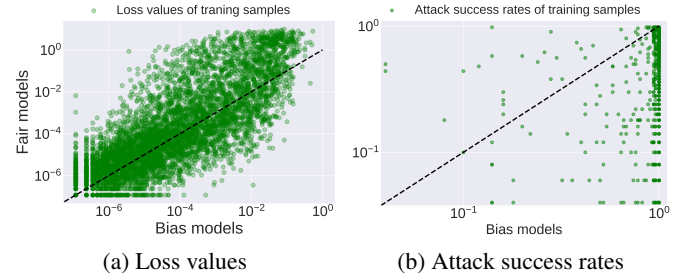 Loss values of traning samples
Fair models
10⁰
10⁻²
10⁻⁴
10⁻⁶
10⁻⁶ 10⁻⁴ 10⁻² 10⁰
Bias models
(a) Loss values
Attack success rates of training samples
10⁰
10⁻¹
10⁻¹ 10⁰
Bias models
(b) Attack success rates